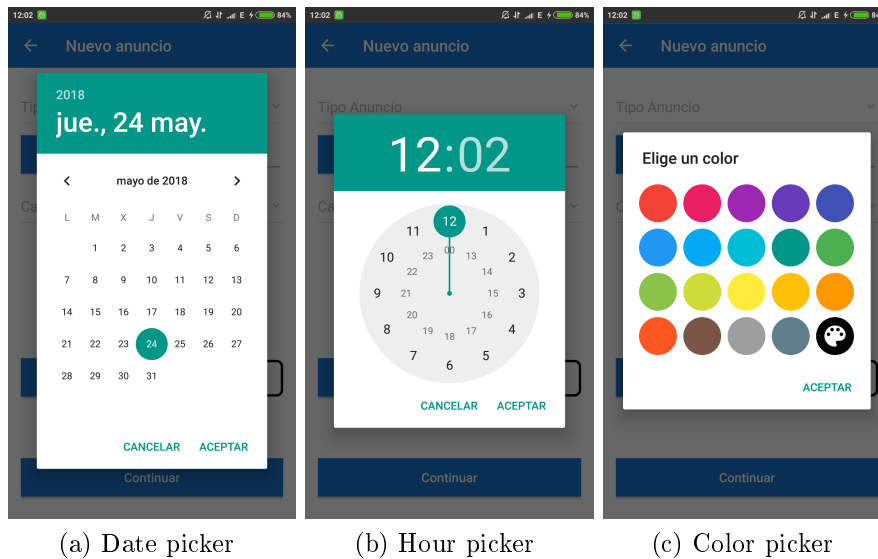 12:02 E 84%
Nuevo anuncio
Tip
2018
jue., 24 may.
mayo de 2018
Ca
L M X J V S D
1 2 3 4 5 6
7 8 9 10 11 12 13
14 15 16 17 18 19 20
21 22 23 24 25 26 27
28 29 30 31
CANCELAR ACEPTAR
Continuar
(a) Date picker
12:02 E 84%
Nuevo anuncio
Tipo Anuncio
12:02
Ca
12
11 1
00
23 13
10 2
22 14
9 21 15 3
20 16
8 4
19 18 17
7 5
6
CANCELAR ACEPTAR
Continuar
(b) Hour picker
12:02 E 84
Nuevo anuncio
Tipo Anuncio
Elige un color
C
ACEPTAR
Continuar
(c) Color picker